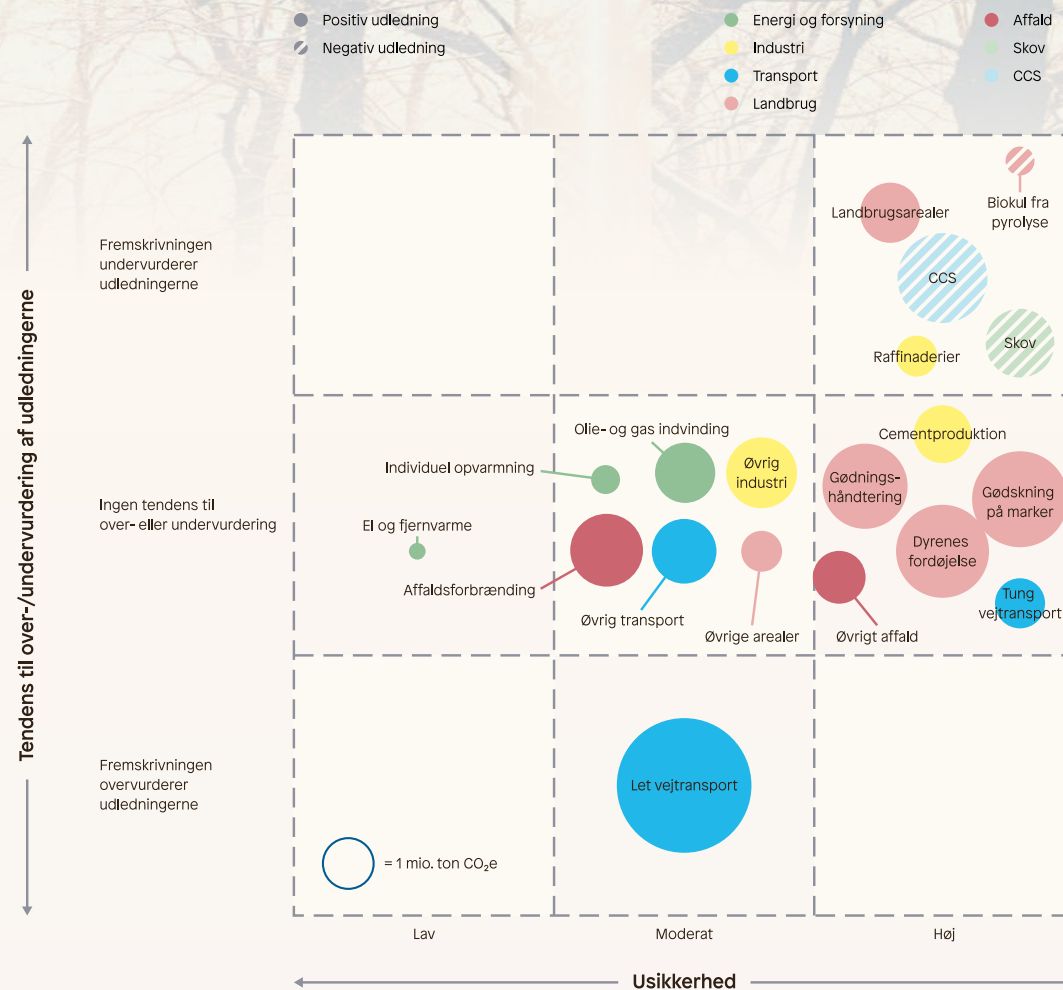 Positiv udledning
Negativ udledning
Energi og forsyning
Industri
Transport
Landbrug
Affald
Skov
CCS
Tendens til over-/undervurdering af udledningerne
Fremskrivningen
undervurderer
udledningerne
Landbrugsarealer
Biokul fra
pyrolyse
CCS
Raffinaderier
Skov
Ingen tendens til
over- eller undervurdering
Individuel opvarmning
El og fjernvarme
Affaldsforbrænding
Olie- og gas indvinding
Øvrig
industri
Øvrig transport
Øvrige arealer
Cementproduktion
Gødnings-
håndtering
Gødskning
på marker
Dyrenes
fordøjelse
Tung
vejtransport
Øvrigt affald
Fremskrivningen
overvurderer
udledningerne
Let vejtransport
= 1 mio. ton CO₂e
Lav
Moderat
Høj
Usikkerhed